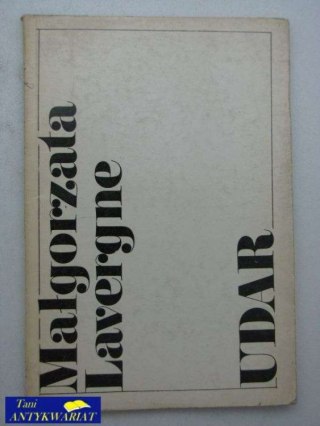 Małgorzata
Lavergne
UDAR
Tani
ANTYKWARIAT